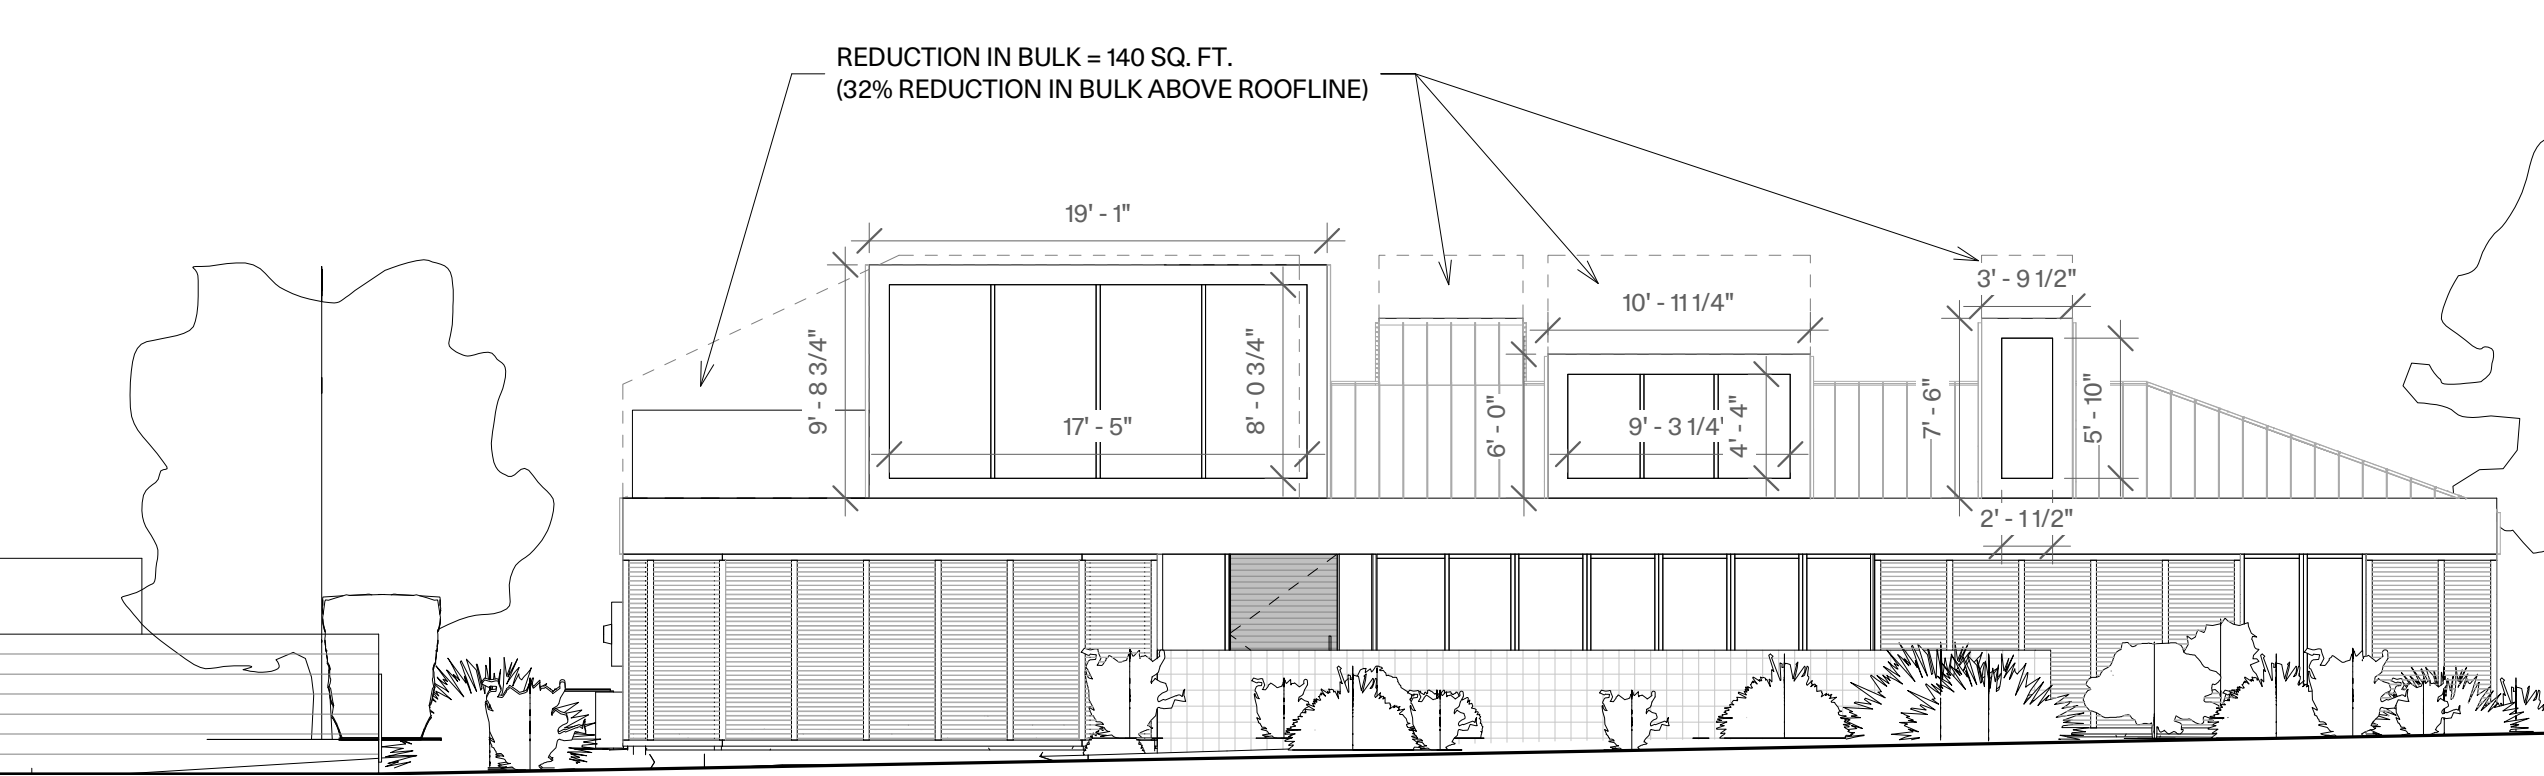 REDUCTION IN BULK = 140 SQ. FT.
(32% REDUCTION IN BULK ABOVE ROOFLINE)
19' - 1"
3' - 9 1/2"
10' - 11 1/4"
9' - 8 3/4"
8' - 0 3/4"
17' - 5"
6' - 0"
9' - 3 1/4'
4' - 4"
7' - 6"
5' - 10"
2' - 1 1/2"